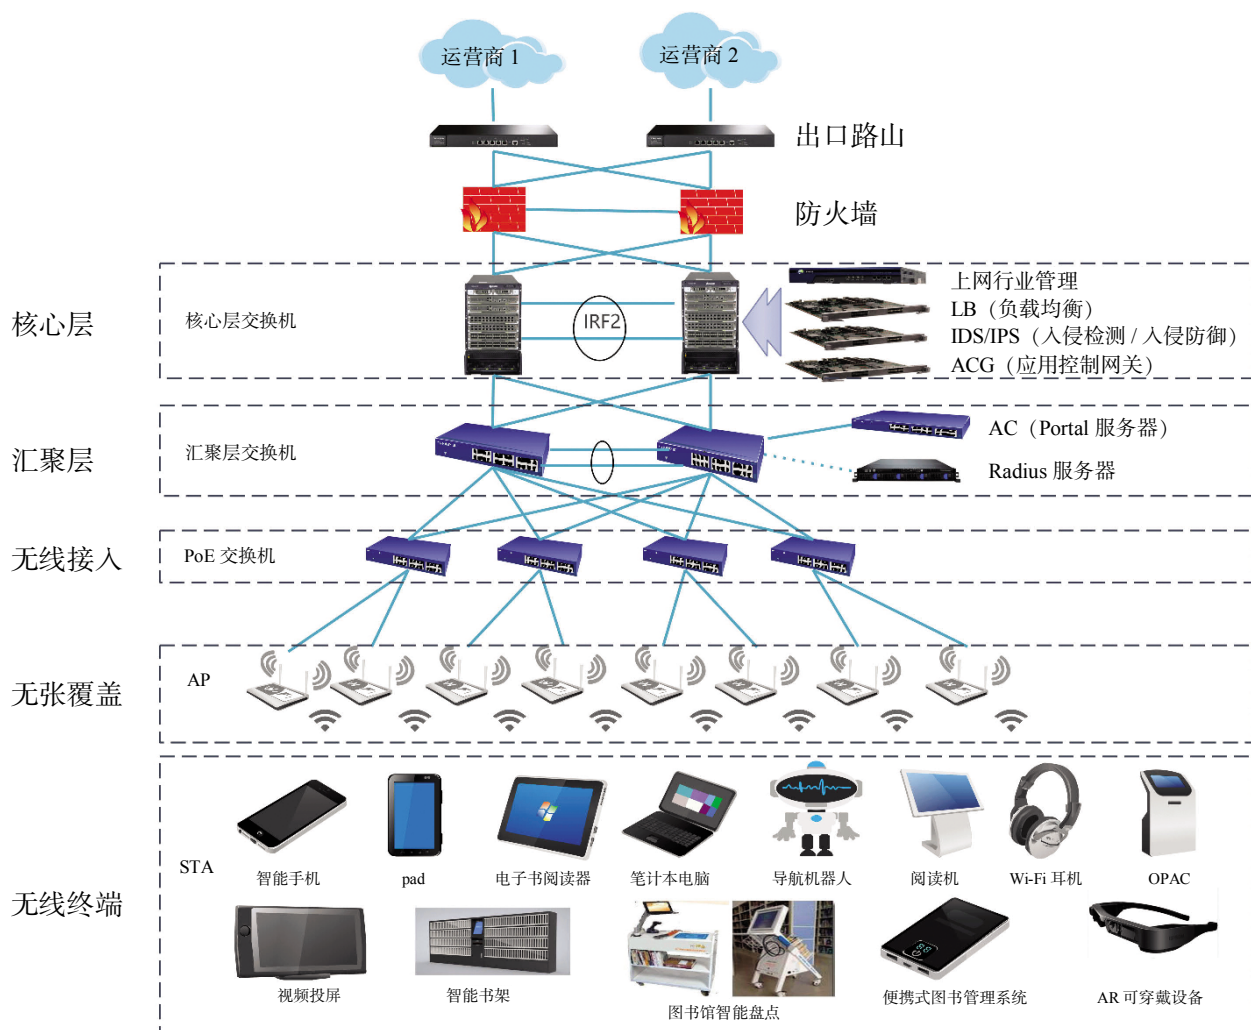 运营商 1
运营商 2
出口路山
防火墙
核心层
核心层交换机
IRF2
上网行业管理
LB（负载均衡）
IDS/IPS（入侵检测 / 入侵防御）
ACG（应用控制网关）
汇聚层
汇聚层交换机
AC（Portal 服务器）
Radius 服务器
无线接入
PoE 交换机
无张覆盖
AP
无线终端
STA
智能手机
pad
电子书阅读器
笔计本电脑
导航机器人
阅读机
Wi-Fi 耳机
OPAC
视频投屏
智能书架
图书馆智能盘点
便携式图书管理系统
AR 可穿戴设备